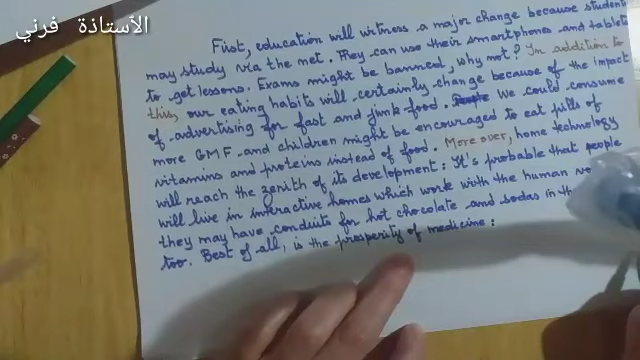 الأستاذة فرني
First, education will witness a major change because student
may study via the net. They can use their smartphones and tablets
to get lessons. Exams might be banned, why not? In addition to
this, our eating habits will certainly change because of the impact
of advertising for fast and junk food. We could consume
more GMF and children might be encouraged to eat pills of
vitamins and proteins instead of food. Moreover, home technology
will reach the zenith of its development: It's probable that people
will live in interactive homes which work with the human
they may have conduits for hot chocolate and sodas in
too. Best of all, is the prosperity of medicine: